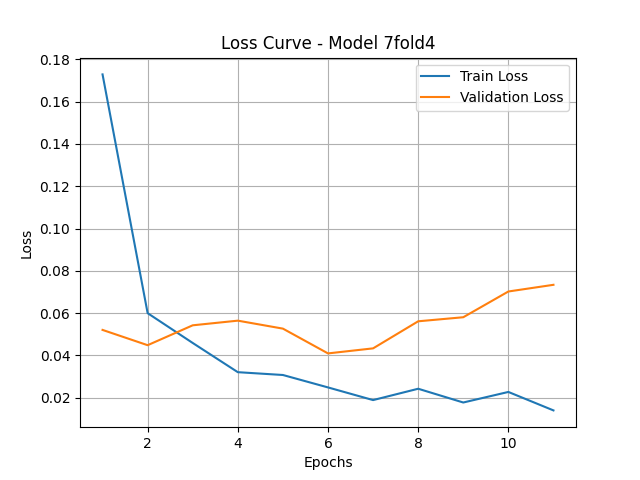 Loss Curve - Model 7fold4
Train Loss
Validation Loss
0.18
0.16
0.14
0.12
0.10
0.08
0.06
0.04
0.02
Loss
2 4 6 8 10
Epochs